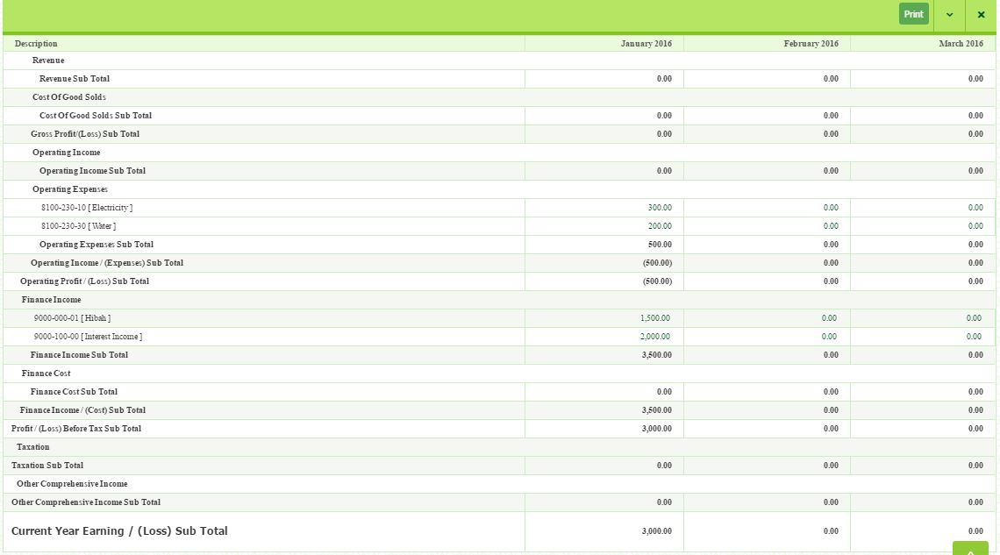 Print
Description January 2016 February 2016 March 2016
Revenue
Revenue Sub Total 0.00 0.00 0.00
Cost Of Good Solds
Cost Of Good Solds Sub Total 0.00 0.00 0.00
Gross Profit/(Loss) Sub Total 0.00 0.00 0.00
Operating Income
Operating Income Sub Total 0.00 0.00 0.00
Operating Expenses
8100-230-10 [ Electricity ] 300.00 0.00 0.00
8100-230-30 [ Water ] 200.00 0.00 0.00
Operating Expenses Sub Total 500.00 0.00 0.00
Operating Income / (Expenses) Sub Total (500.00) 0.00 0.00
Operating Profit / (Loss) Sub Total (500.00) 0.00 0.00
Finance Income
9000-000-01 [ Hibah ] 1,500.00 0.00 0.00
9000-100-00 [ Interest Income ] 2,000.00 0.00 0.00
Finance Income Sub Total 3,500.00 0.00 0.00
Finance Cost
Finance Cost Sub Total 0.00 0.00 0.00
Finance Income / (Cost) Sub Total 3,500.00 0.00 0.00
Profit / (Loss) Before Tax Sub Total 3,000.00 0.00 0.00
Taxation
Taxation Sub Total 0.00 0.00 0.00
Other Comprehensive Income
Other Comprehensive Income Sub Total 0.00 0.00 0.00
Current Year Earning / (Loss) Sub Total 3,000.00 0.00 0.00